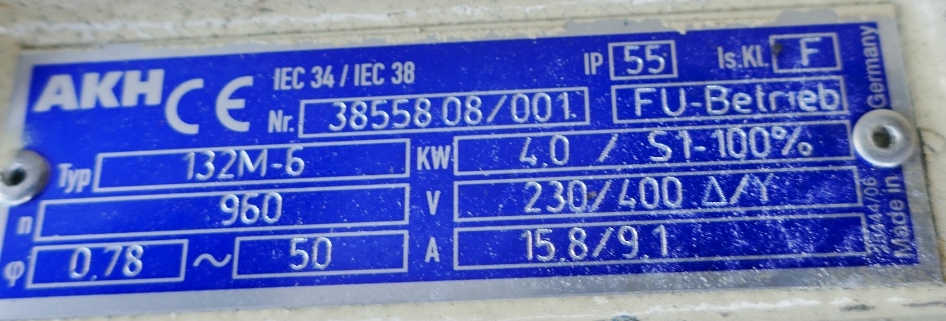 AKH CE IEC 34 / IEC 38 IP 55 Is.Kl. F
Nr. 38558 08/001 FU-Betrieb
Typ 132M-6 KW 4.0 / S1-100%
n 960 V 230/400 Δ/Y
φ 0.78 ~ 50 A 15.8/9.1
Made in Germany